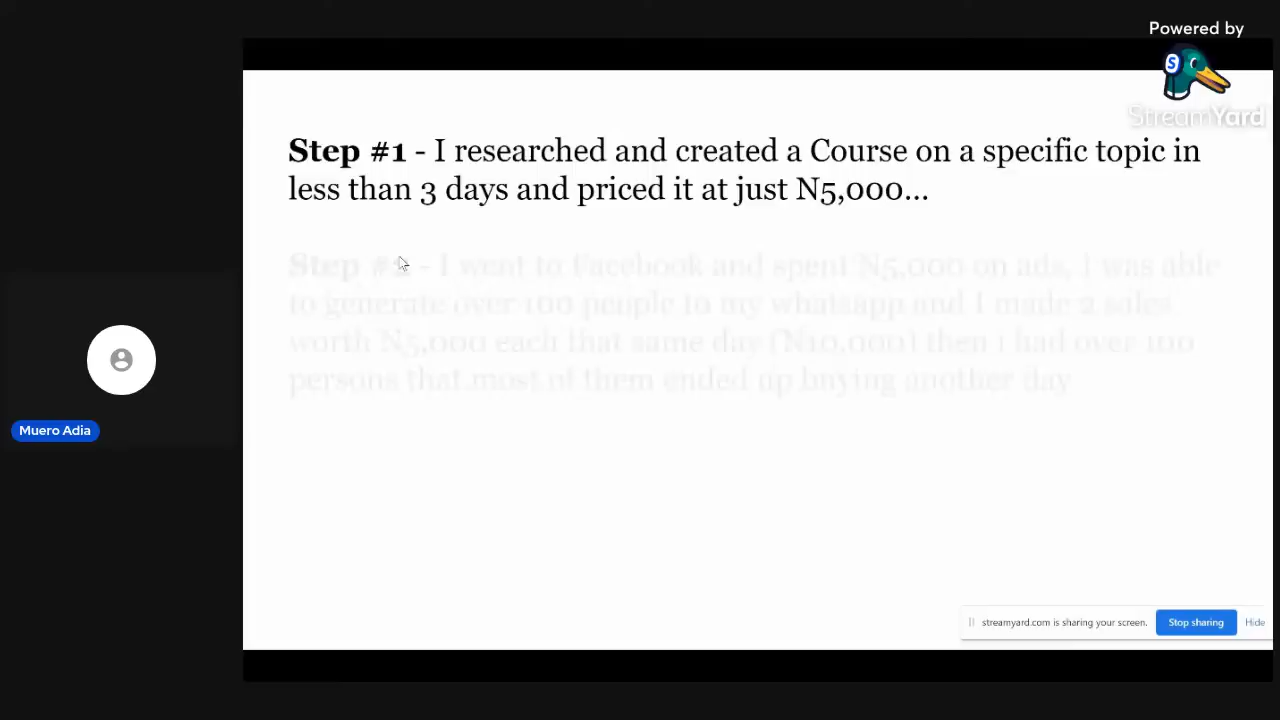 Powered by
StreamYard
Step #1 - I researched and created a Course on a specific topic in
less than 3 days and priced it at just N5,000...
Step #2 - I went to Facebook and spent N5,000 on ads, I was able
to generate over 100 people to my whatsapp and I made 2 sales
worth N5,000 each that same day (N10,000) then i had over 100
persons that most of them ended up buying another day
Muero Adia
streamyard.com is sharing your screen.
Stop sharing
Hide